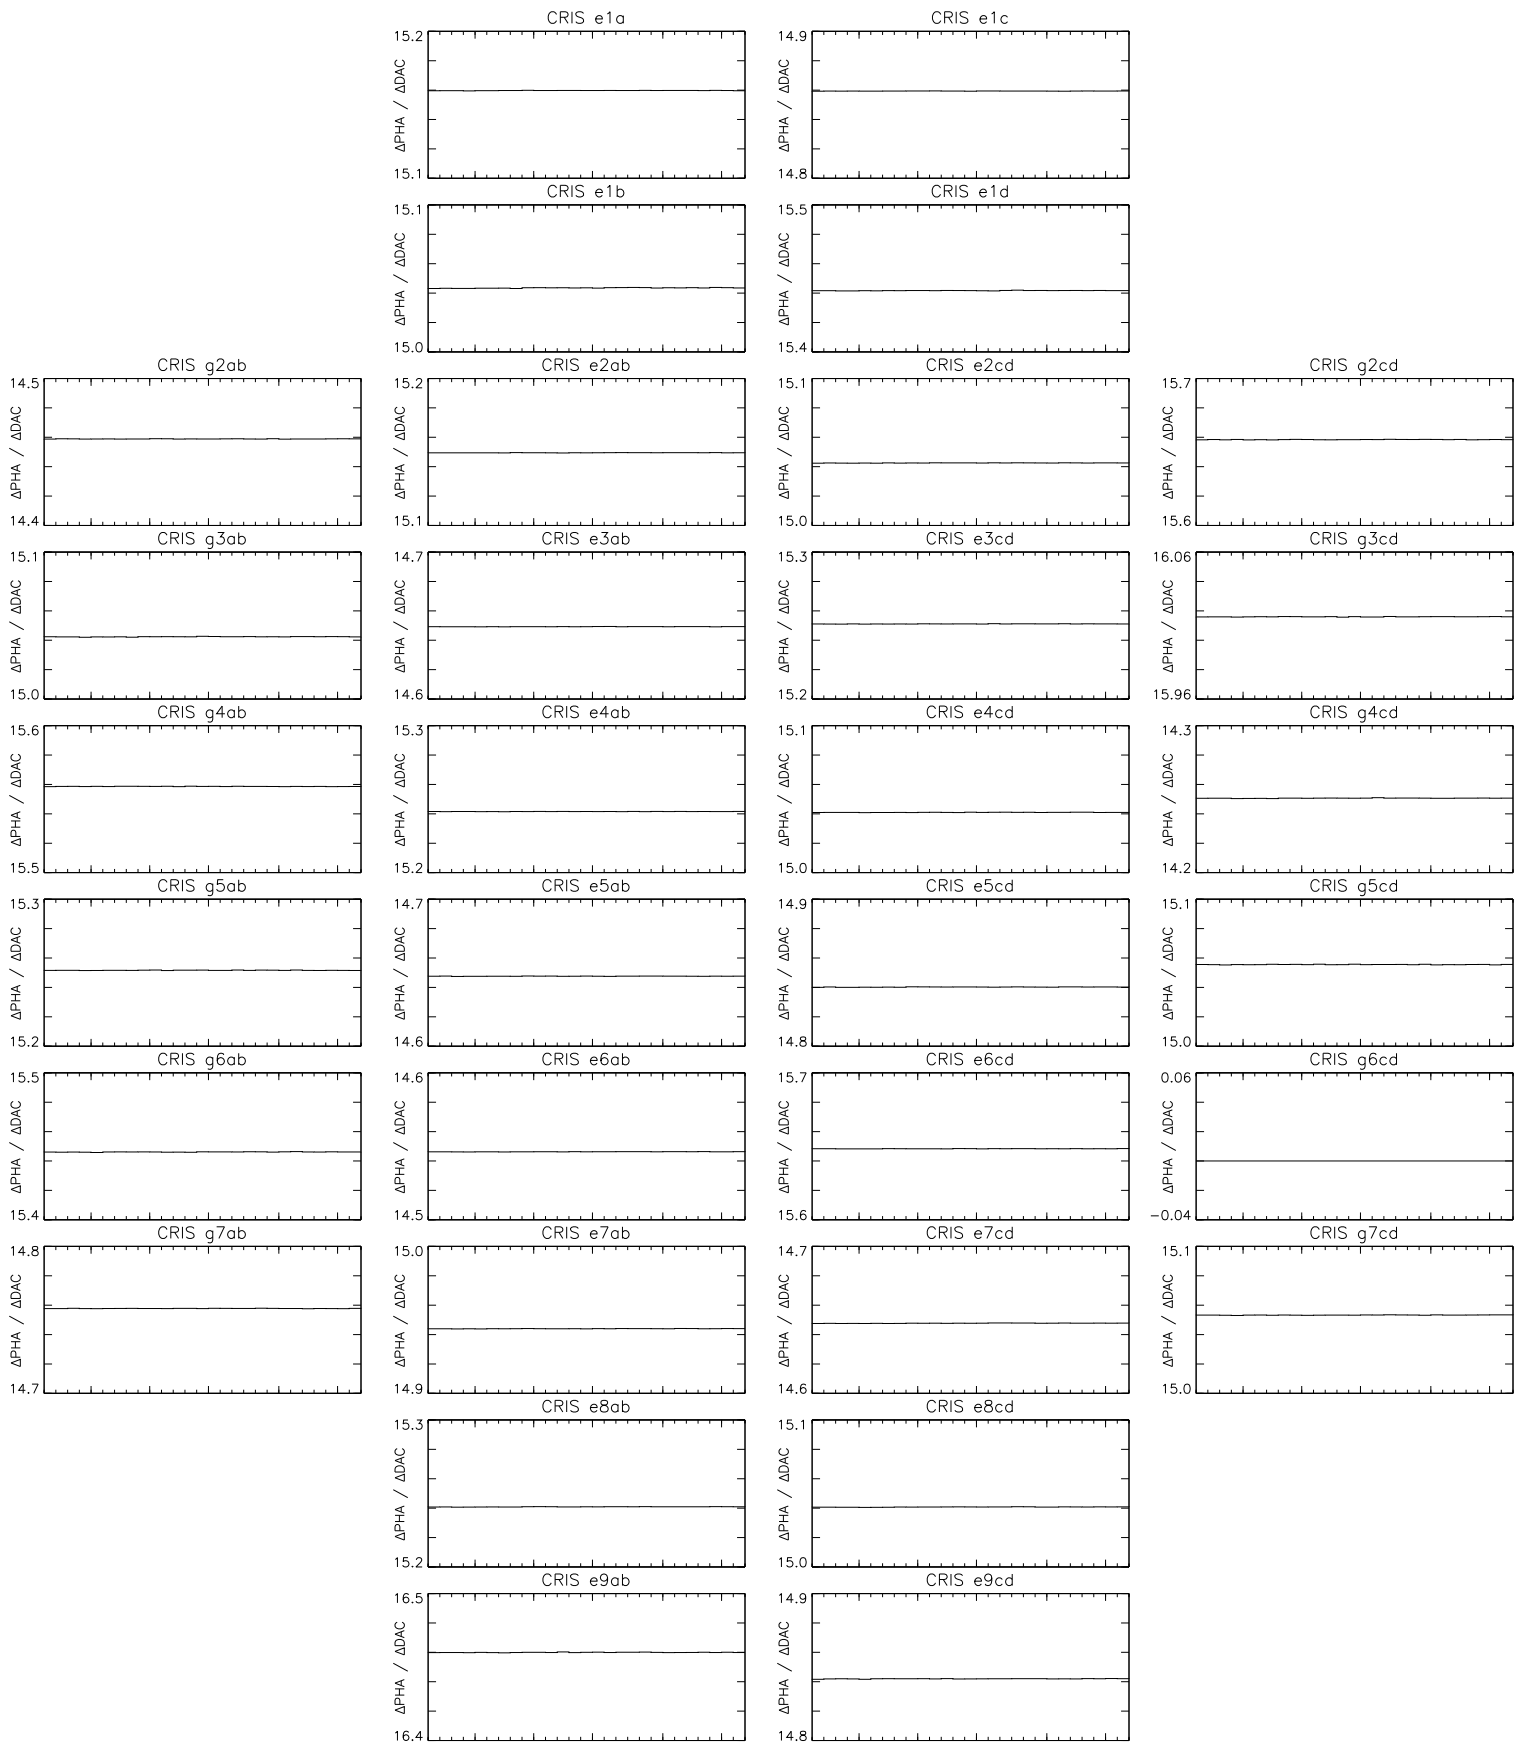 CRIS e1a
15.2
ΔPHA / ΔDAC
15.1
CRIS e1c
14.9
ΔPHA / ΔDAC
14.8
CRIS e1b
15.1
ΔPHA / ΔDAC
15.0
CRIS e1d
15.5
ΔPHA / ΔDAC
15.4
CRIS g2ab
14.5
ΔPHA / ΔDAC
14.4
CRIS e2ab
15.2
ΔPHA / ΔDAC
15.1
CRIS e2cd
15.1
ΔPHA / ΔDAC
15.0
CRIS g2cd
15.7
ΔPHA / ΔDAC
15.6
CRIS g3ab
15.1
ΔPHA / ΔDAC
15.0
CRIS e3ab
14.7
ΔPHA / ΔDAC
14.6
CRIS e3cd
15.3
ΔPHA / ΔDAC
15.2
CRIS g3cd
16.06
ΔPHA / ΔDAC
15.96
CRIS g4ab
15.6
ΔPHA / ΔDAC
15.5
CRIS e4ab
15.3
ΔPHA / ΔDAC
15.2
CRIS e4cd
15.1
ΔPHA / ΔDAC
15.0
CRIS g4cd
14.3
ΔPHA / ΔDAC
14.2
CRIS g5ab
15.3
ΔPHA / ΔDAC
15.2
CRIS e5ab
14.7
ΔPHA / ΔDAC
14.6
CRIS e5cd
14.9
ΔPHA / ΔDAC
14.8
CRIS g5cd
15.1
ΔPHA / ΔDAC
15.0
CRIS g6ab
15.5
ΔPHA / ΔDAC
15.4
CRIS e6ab
14.6
ΔPHA / ΔDAC
14.5
CRIS e6cd
15.7
ΔPHA / ΔDAC
15.6
CRIS g6cd
0.06
ΔPHA / ΔDAC
−0.04
CRIS g7ab
14.8
ΔPHA / ΔDAC
14.7
CRIS e7ab
15.0
ΔPHA / ΔDAC
14.9
CRIS e7cd
14.7
ΔPHA / ΔDAC
14.6
CRIS g7cd
15.1
ΔPHA / ΔDAC
15.0
CRIS e8ab
15.3
ΔPHA / ΔDAC
15.2
CRIS e8cd
15.1
ΔPHA / ΔDAC
15.0
CRIS e9ab
16.5
ΔPHA / ΔDAC
16.4
CRIS e9cd
14.9
ΔPHA / ΔDAC
14.8